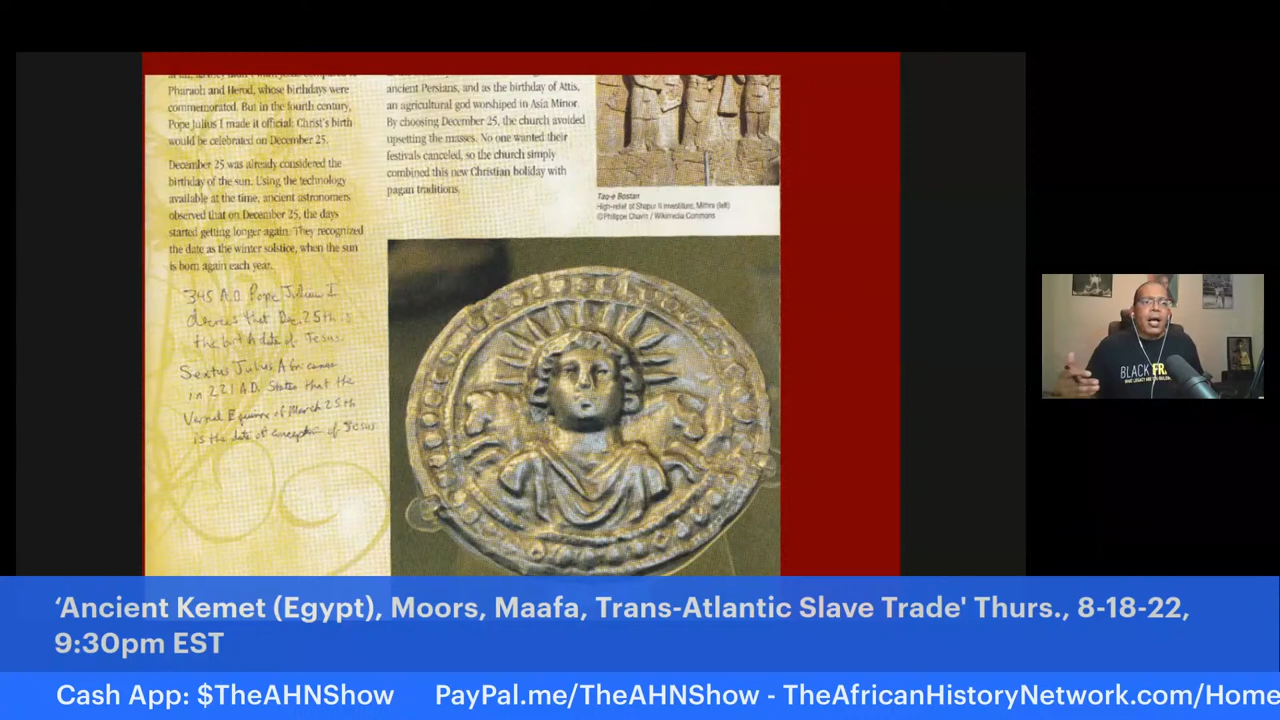 Pharaoh and Herod, whose birthdays were
commemorated. But in the fourth century,
Pope Julius I made it official: Christ's birth
would be celebrated on December 25.
December 25 was already considered the
birthday of the sun. Using the technology
available at the time, ancient astronomers
observed that on December 25, the days
started getting longer again. They recognized
the date as the winter solstice, when the sun
is born again each year.
345 A.D. Pope Julius I
decrees that Dec. 25th is
the birth date of Jesus.
Sextus Julius Africanus
in 221 A.D. States that the
Vernal Equinox of March 25th
is the date of conception of Jesus
ancient Persians, and as the birthday of Attis,
an agricultural god worshiped in Asia Minor.
By choosing December 25, the church avoided
upsetting the masses. No one wanted their
festivals canceled, so the church simply
combined this new Christian holiday with
pagan traditions.
Taq-e Bostan
High-relief of Shapur II investiture, Mithra (left)
©Philippe Chavin / Wikimedia Commons
BLACK FR
‘Ancient Kemet (Egypt), Moors, Maafa, Trans-Atlantic Slave Trade' Thurs., 8-18-22,
9:30pm EST
Cash App: $TheAHNShow PayPal.me/TheAHNShow - TheAfricanHistoryNetwork.com/Home